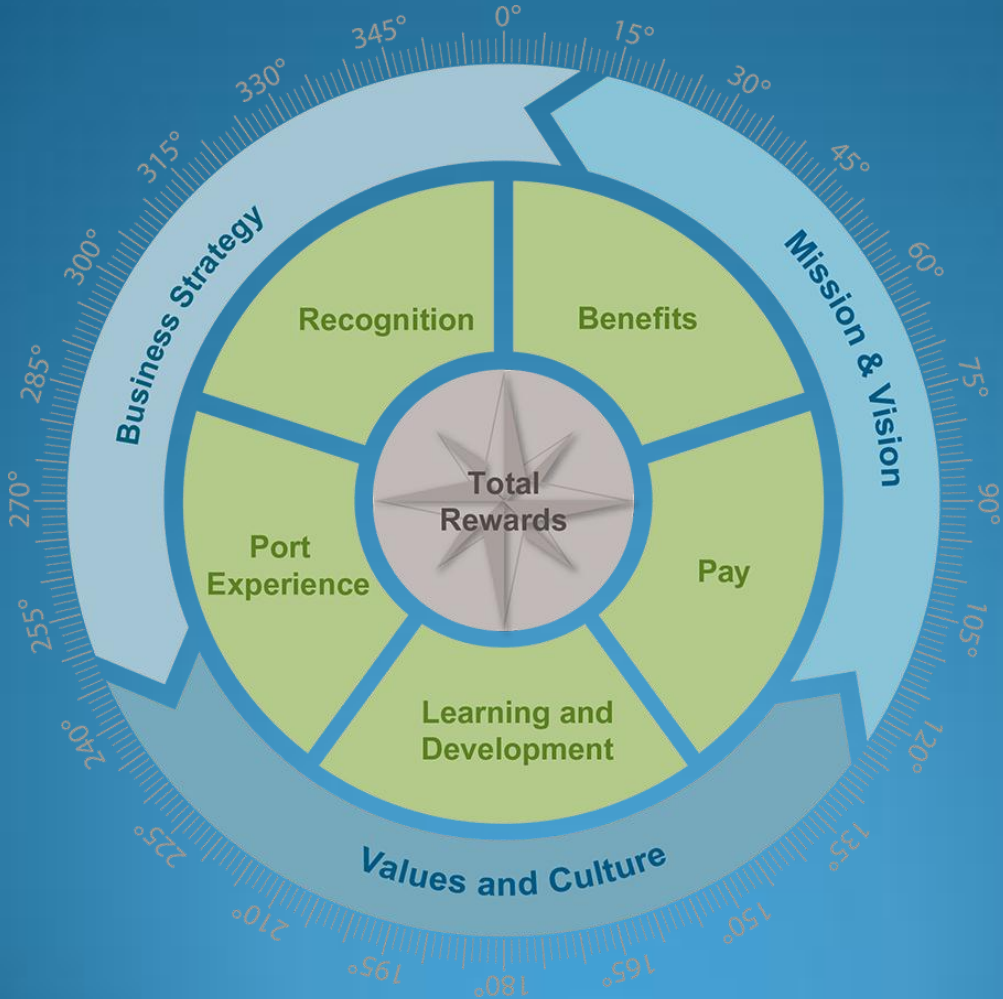 0°
15°
30°
45°
60°
75°
90°
105°
120°
135°
150°
165°
180°
195°
210°
225°
240°
255°
270°
285°
300°
315°
330°
345°
Business Strategy
Mission & Vision
Values and Culture
Recognition
Benefits
Port
Experience
Pay
Learning and
Development
Total
Rewards